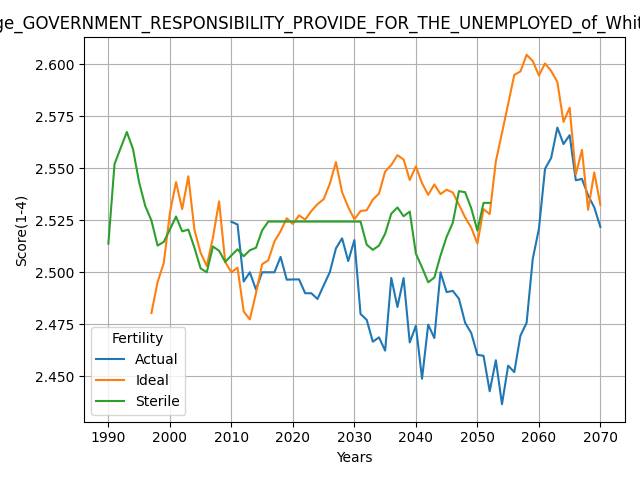 ge_GOVERNMENT_RESPONSIBILITY_PROVIDE_FOR_THE_UNEMPLOYED_of_Whit
2.600
2.575
2.550
2.525
2.500
2.475
2.450
Score(1-4)
Fertility
Actual
Ideal
Sterile
1990 2000 2010 2020 2030 2040 2050 2060 2070
Years